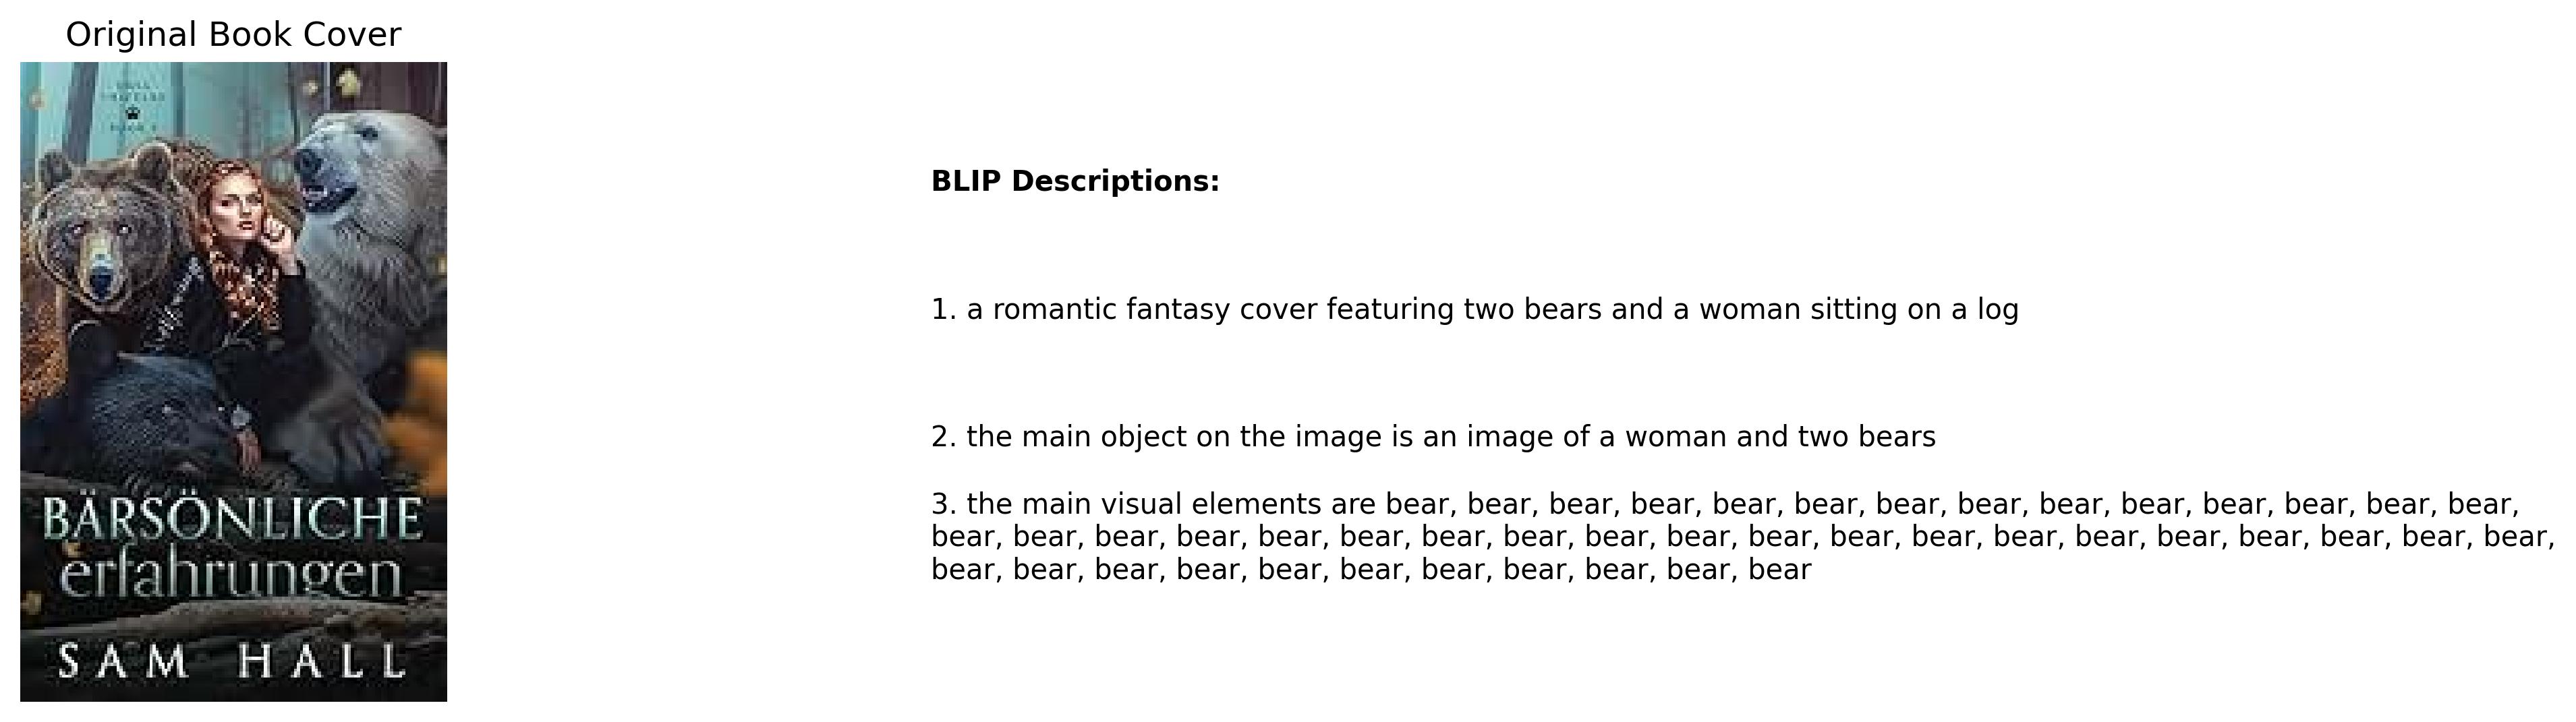 Original Book Cover
BÄRSÖNLICHE
erfahrungen
SAM HALL
BLIP Descriptions:
1. a romantic fantasy cover featuring two bears and a woman sitting on a log
2. the main object on the image is an image of a woman and two bears
3. the main visual elements are bear, bear, bear, bear, bear, bear, bear, bear, bear, bear, bear, bear, bear, bear,
bear, bear, bear, bear, bear, bear, bear, bear, bear, bear, bear, bear, bear, bear, bear, bear, bear, bear, bear, bear,
bear, bear, bear, bear, bear, bear, bear, bear, bear, bear, bear